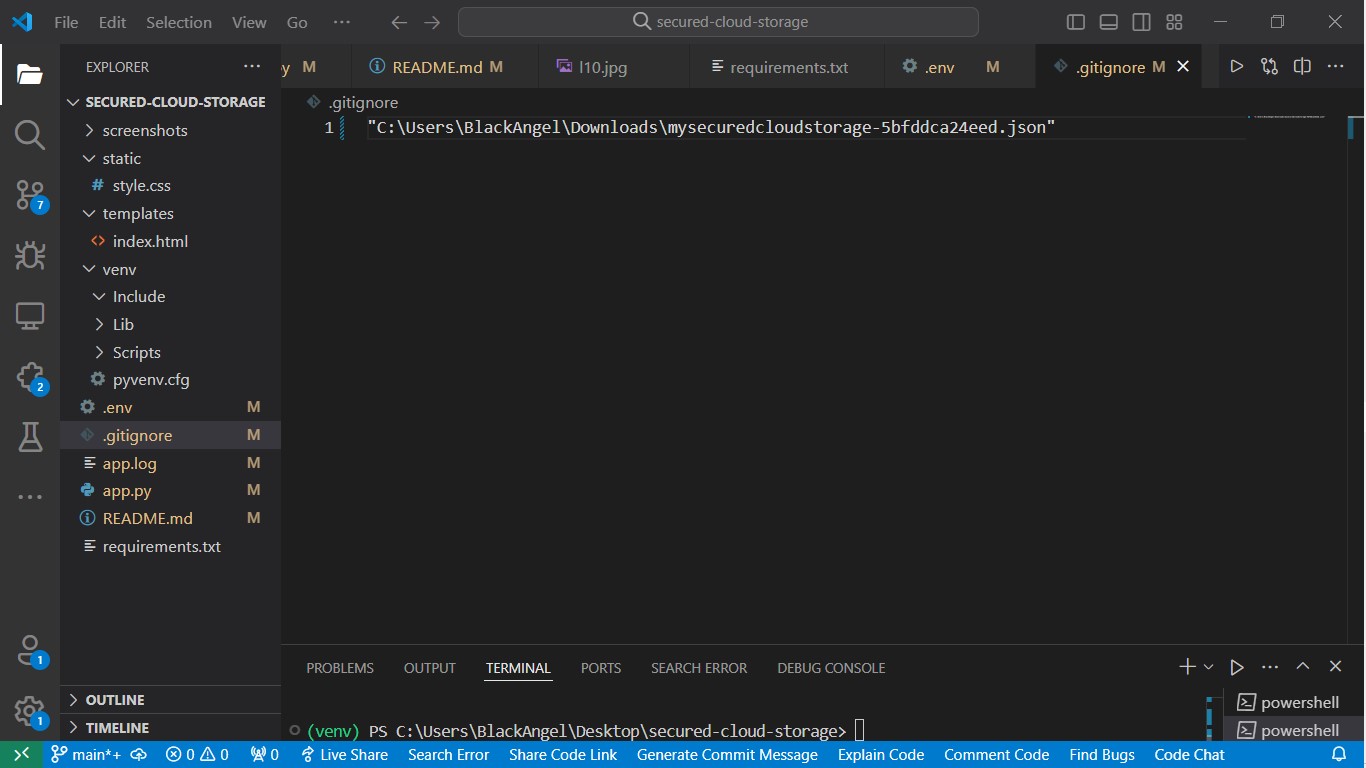 File Edit Selection View Go ··· secured-cloud-storage
EXPLORER ···
SECURED-CLOUD-STORAGE
screenshots
static
# style.css
templates
<> index.html
venv
Include
Lib
Scripts
pyvenv.cfg
.env M
.gitignore M
app.log M
app.py M
README.md M
requirements.txt
OUTLINE
TIMELINE
y M README.md M l10.jpg requirements.txt .env M .gitignore M
.gitignore
1 "C:\Users\BlackAngel\Downloads\mysecuredcloudstorage-5bfddca24eed.json"
PROBLEMS OUTPUT TERMINAL PORTS SEARCH ERROR DEBUG CONSOLE
(venv) PS C:\Users\BlackAngel\Desktop\secured-cloud-storage>
powershell
powershell
7
2
1
1
main*+ 0 0 0 Live Share Search Error Share Code Link Generate Commit Message Explain Code Comment Code Find Bugs Code Chat